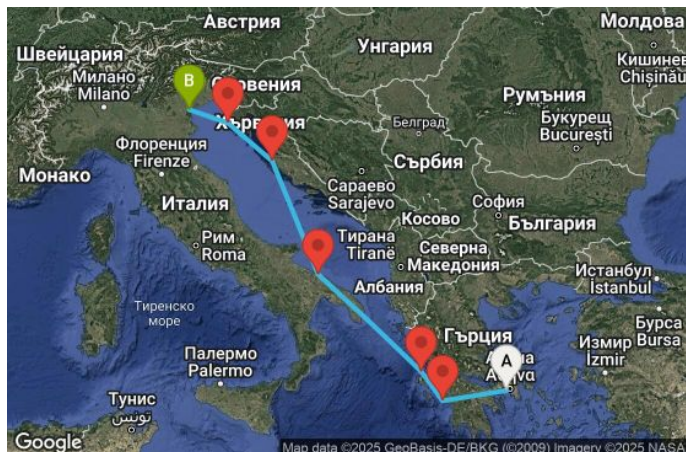 Австрия
Молдова
Швейцария
Унгария
Кишинев
Chișinău
Милано
Milano
B
Словения
Румъния
Хърватия
Белград
Букурещ
București
Флоренция
Firenze
Монако
Сърбия
Италия
Сараево
Sarajevo
София
Косово
България
Рим
Roma
Тирана
Tiranë
Северна
Македония
Истанбул
İstanbul
Албания
Тиренско
море
Гърция
Бурса
Bursa
A
Измир
İzmir
Палермо
Palermo
Тунис
تونس
Google
Map data ©2025 GeoBasis-DE/BKG (©2009) Imagery ©2025 NASA